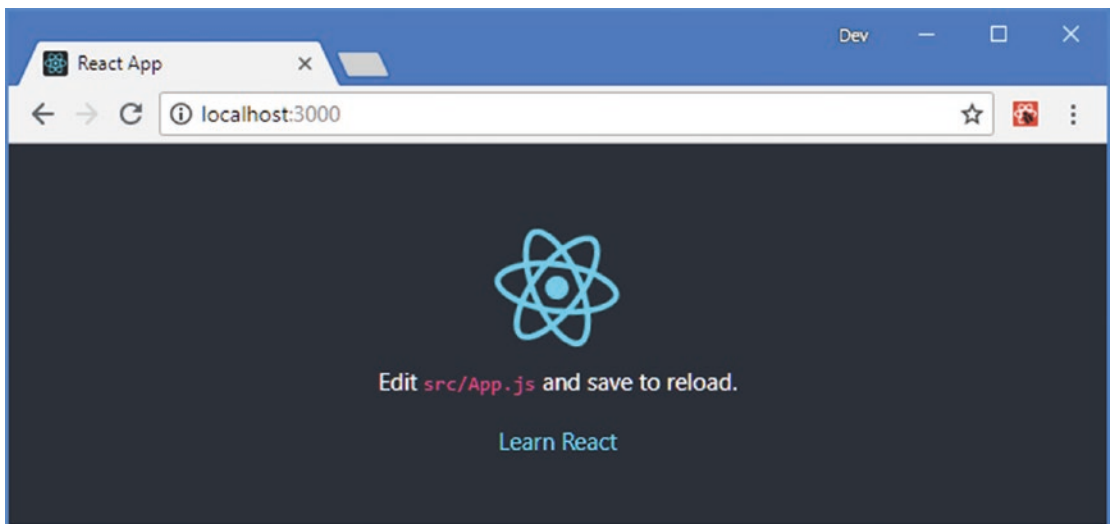 Dev
React App
localhost:3000
Edit src/App.js and save to reload.
Learn React